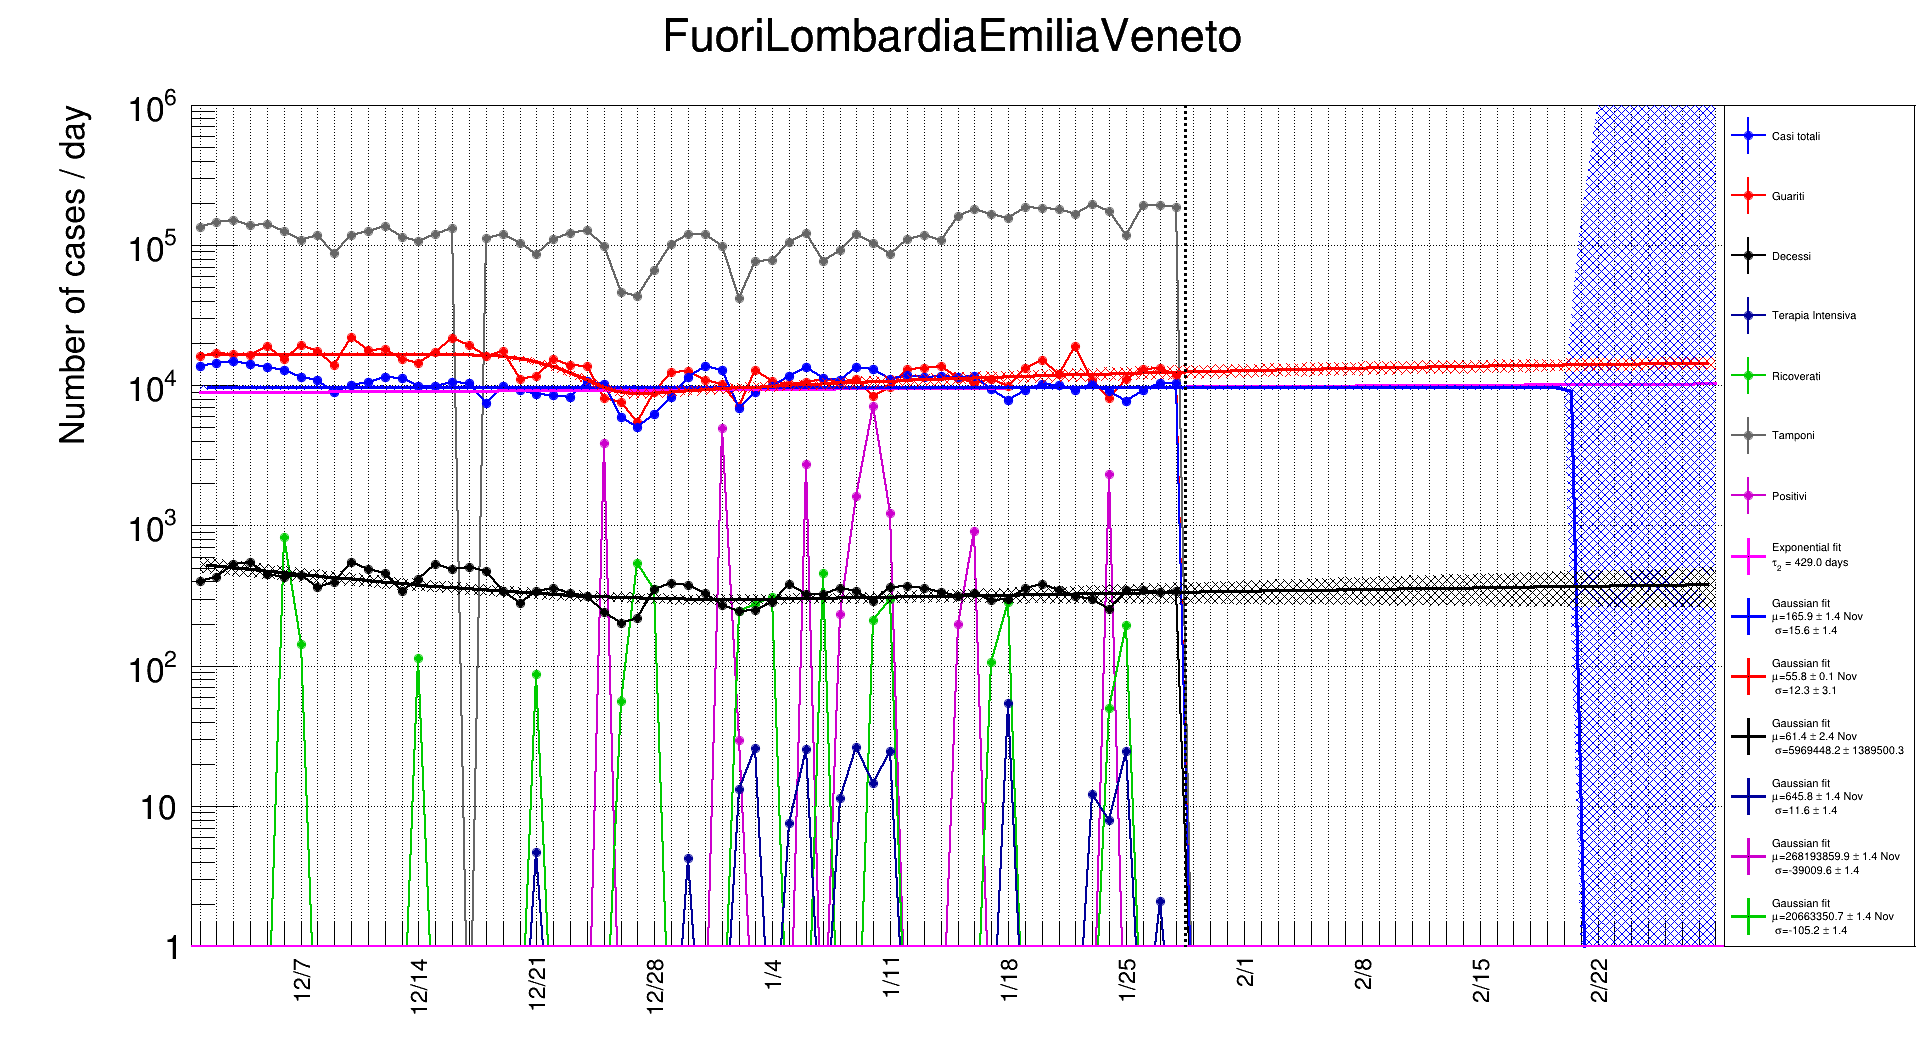 FuoriLombardiaEmiliaVeneto
Number of cases / day
10^6
10^5
10^4
10^3
10^2
10
1
12/7
12/14
12/21
12/28
1/4
1/11
1/18
1/25
2/1
2/8
2/15
2/22
Casi totali
Guariti
Decessi
Terapia Intensiva
Ricoverati
Tamponi
Positivi
Exponential fit
τ₂ = 429.0 days
Gaussian fit
μ=165.9 ± 1.4 Nov
σ=15.6 ± 1.4
Gaussian fit
μ=55.8 ± 0.1 Nov
σ=12.3 ± 3.1
Gaussian fit
μ=61.4 ± 2.4 Nov
σ=5969448.2 ± 1389500.3
Gaussian fit
μ=645.8 ± 1.4 Nov
σ=11.6 ± 1.4
Gaussian fit
μ=268193859.9 ± 1.4 Nov
σ=-39009.6 ± 1.4
Gaussian fit
μ=20663350.7 ± 1.4 Nov
σ=-105.2 ± 1.4